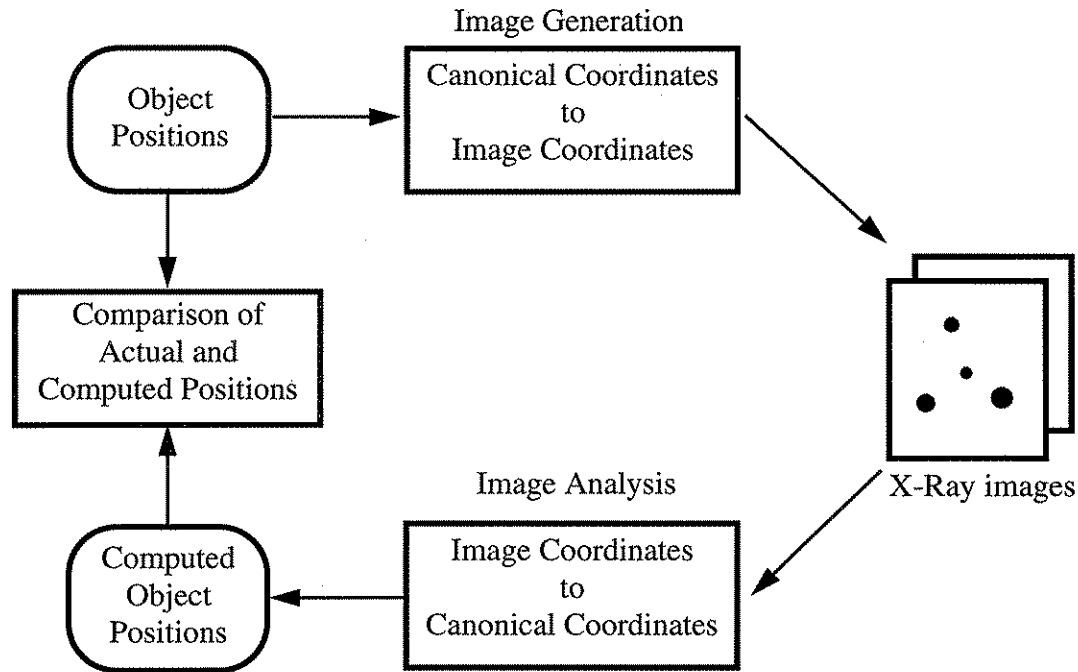 Image Generation
Object
Positions
Canonical Coordinates
to
Image Coordinates
Comparison of
Actual and
Computed Positions
X-Ray images
Image Analysis
Image Coordinates
to
Canonical Coordinates
Computed
Object
Positions